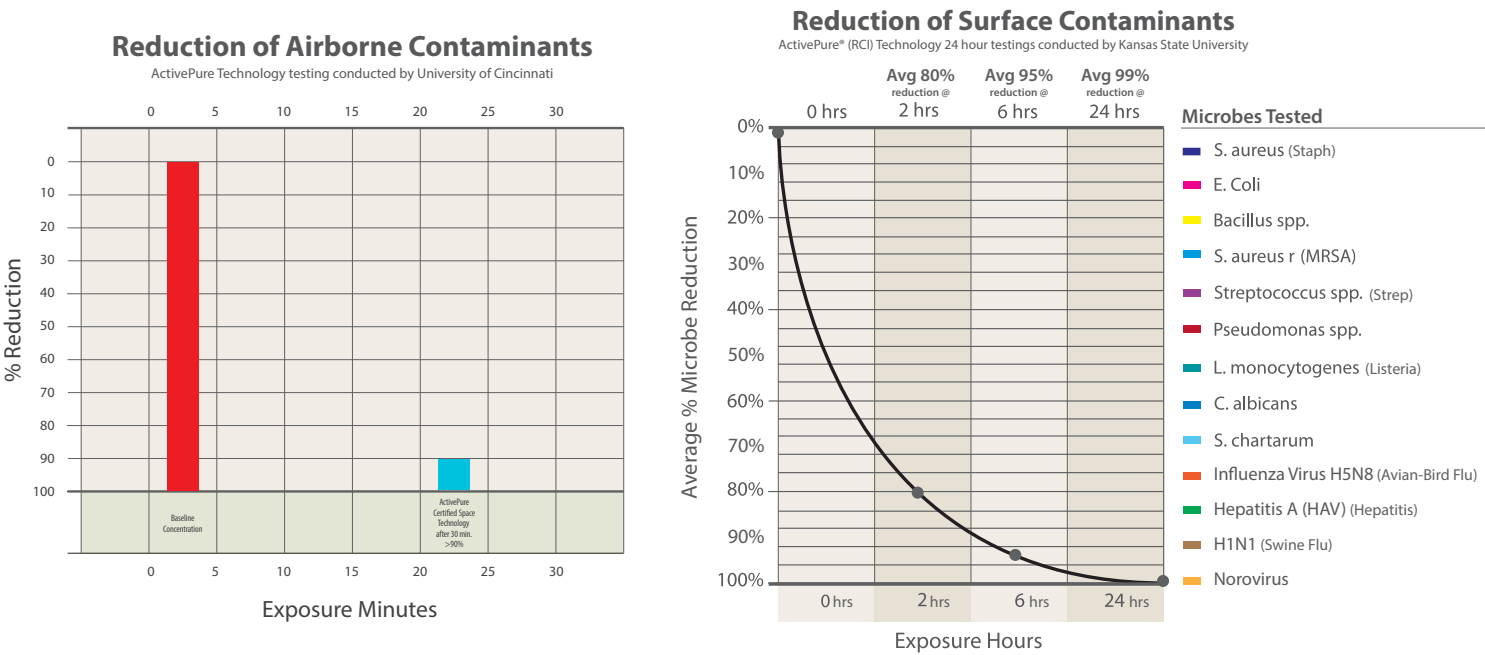 Reduction of Airborne Contaminants
ActivePure Technology testing conducted by University of Cincinnati
0 5 10 15 20 25 30
0
10
20
30
40
50
60
70
80
90
100
% Reduction
Baseline
Concentration
ActivePure
Certified Space
Technology
after 30 min.
>90%
0 5 10 15 20 25 30
Exposure Minutes
Reduction of Surface Contaminants
ActivePure® (RCI) Technology 24 hour testings conducted by Kansas State University
Avg 80% Avg 95% Avg 99%
reduction @ reduction @ reduction @
0 hrs 2 hrs 6 hrs 24 hrs
0%
10%
20%
30%
40%
50%
60%
70%
80%
90%
100%
Average % Microbe Reduction
0 hrs 2 hrs 6 hrs 24 hrs
Exposure Hours
Microbes Tested
S. aureus (Staph)
E. Coli
Bacillus spp.
S. aureus r (MRSA)
Streptococcus spp. (Strep)
Pseudomonas spp.
L. monocytogenes (Listeria)
C. albicans
S. chartarum
Influenza Virus H5N8 (Avian-Bird Flu)
Hepatitis A (HAV) (Hepatitis)
H1N1 (Swine Flu)
Norovirus